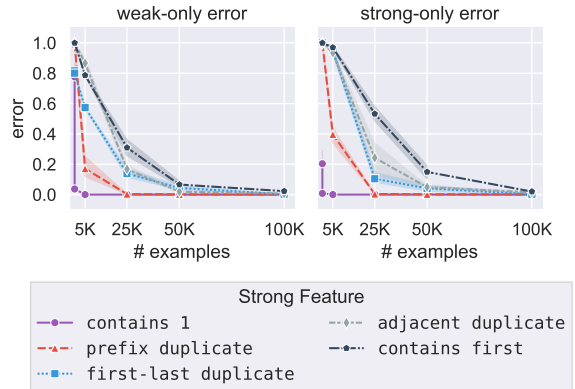 weak-only error strong-only error
1.0
0.8
0.6
0.4
0.2
0.0
error
5K 25K 50K 100K 5K 25K 50K 100K
# examples # examples
Strong Feature
contains 1 adjacent duplicate
prefix duplicate contains first
first-last duplicate